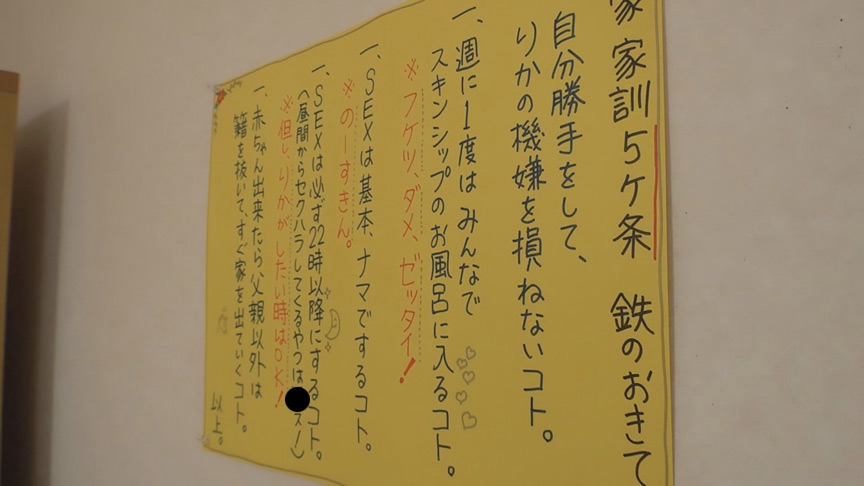 家家訓5ケ条 鉄のおきて
自分勝手をして、
りかの機嫌を損ねないコト。
一、週に1度はみんなで
スキンシップのお風呂に入るコト。
※フケツ、ダメ、ゼッタイ!
一、SEXは基本、ナマでするコト。
※のーすきん。
一、SEXは必ず22時以降にするコト。
(昼間からセクハラしてくるやつは ス!)
※但し、りかがしたい時はOK!
一、赤ちゃん出来たら、父親以外は
籍を抜いて、すぐ家を出ていくコト。
以上。